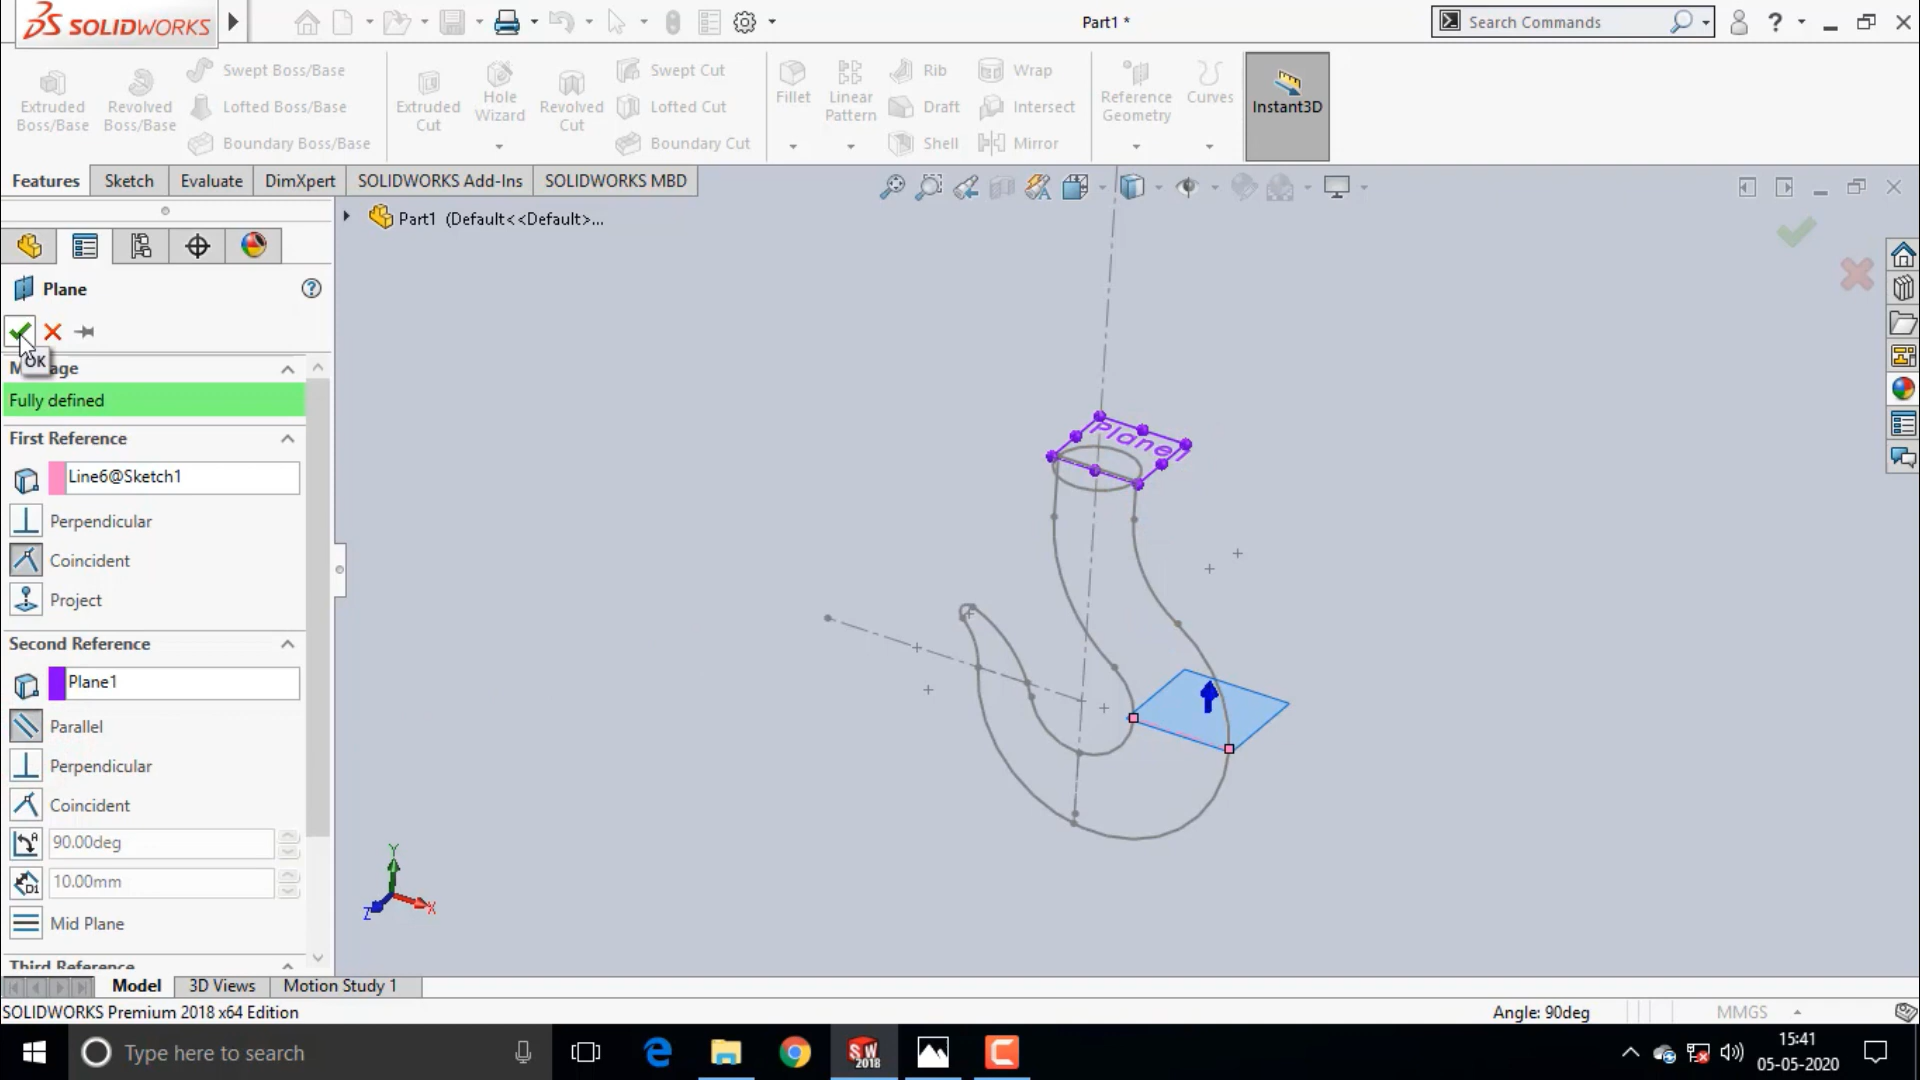 SOLIDWORKS
Part1 *
Search Commands
?
Extruded Boss/Base
Revolved Boss/Base
Swept Boss/Base
Lofted Boss/Base
Boundary Boss/Base
Extruded Cut
Hole Wizard
Revolved Cut
Swept Cut
Lofted Cut
Boundary Cut
Fillet
Linear Pattern
Rib
Draft
Shell
Wrap
Intersect
Mirror
Reference Geometry
Curves
Instant3D
Features
Sketch
Evaluate
DimXpert
SOLIDWORKS Add-Ins
SOLIDWORKS MBD
Part1 (Default<<Default>...
Plane
OK
Fully defined
First Reference
Line6@Sketch1
Perpendicular
Coincident
Project
Second Reference
Plane1
Parallel
Perpendicular
Coincident
90.00deg
10.00mm
Mid Plane
Third Reference
Plane1
Y
X
Z
Model
3D Views
Motion Study 1
SOLIDWORKS Premium 2018 x64 Edition
Angle: 90deg
MMGS
Type here to search
SW
2018
15:41
05-05-2020